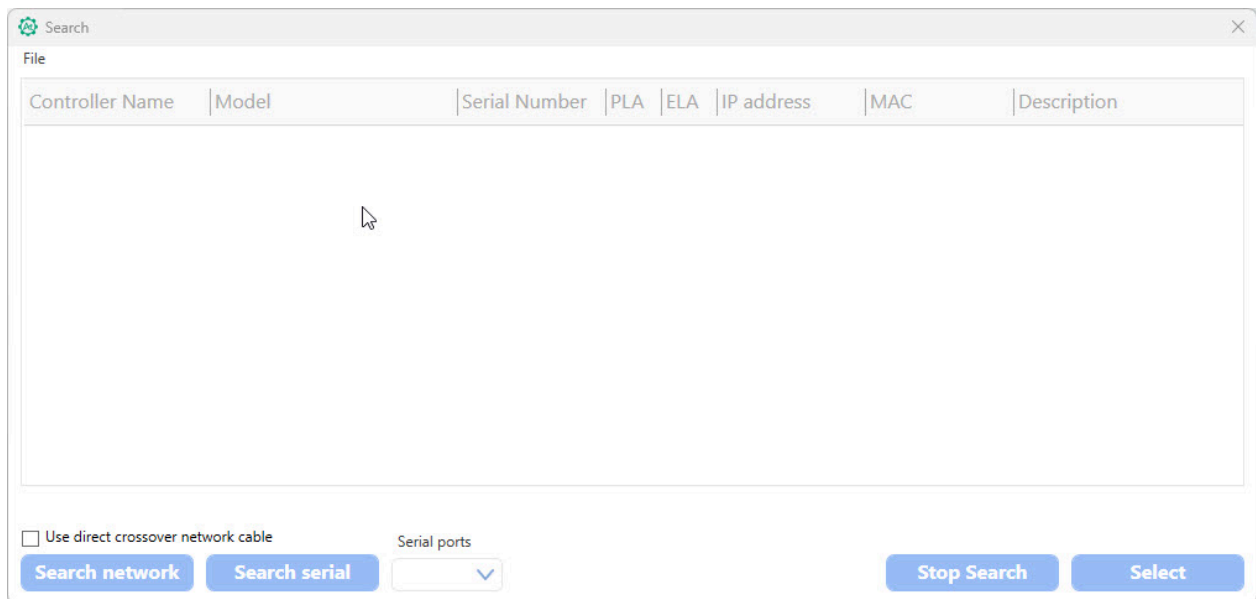 Search
File
Controller Name Model Serial Number PLA ELA IP address MAC Description
Use direct crossover network cable
Serial ports
Search network Search serial Stop Search Select